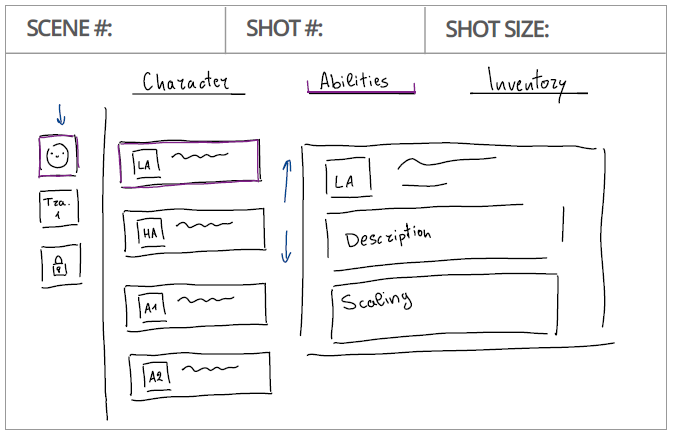 SCENE #:
SHOT #:
SHOT SIZE:
Character
Abilities
Inventory
Tra.
1
LA
HA
A1
A2
LA
Description
Scaling